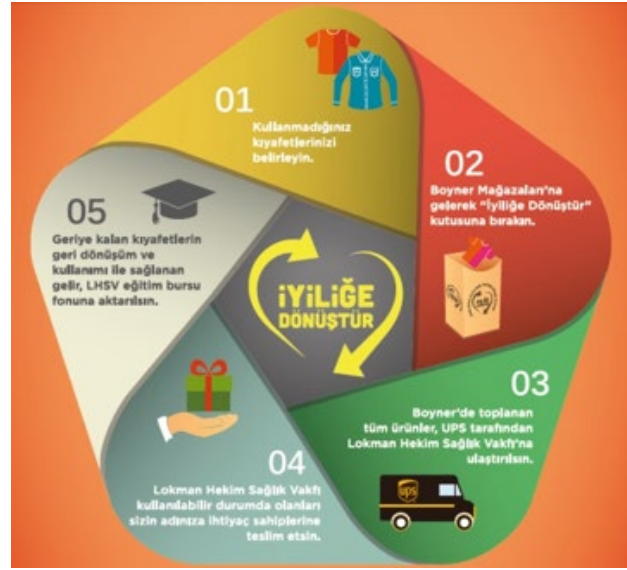 01
Kullanmadığınız
kıyafetlerinizi
belirleyin.
02
Boyner Mağazaları'na
gelerek "İyiliğe Dönüştür"
kutusuna bırakın.
03
Boyner'de toplanan
tüm ürünler, UPS tarafından
Lokman Hekim Sağlık Vakfı'na
ulaştırılsın.
ups
04
Lokman Hekim Sağlık Vakfı
kullanılabilir durumda olanları
sizin adınıza ihtiyaç sahiplerine
teslim etsin.
05
Geriye kalan kıyafetlerin
geri dönüşüm ve
kullanımı ile sağlanan
gelir, LHSV eğitim bursu
fonuna aktarılsın.
İYİLİĞE
DÖNÜŞTÜR